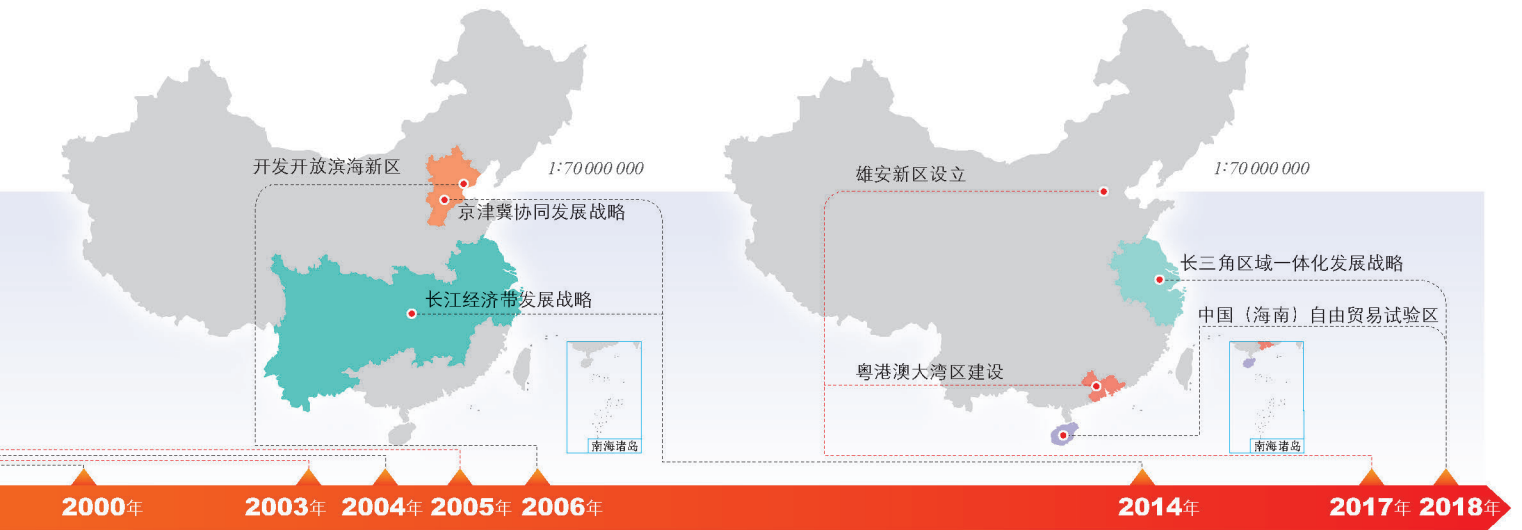 开发开放滨海新区
1:70 000 000
京津冀协同发展战略
长江经济带发展战略
南海诸岛
雄安新区设立
1:70 000 000
长三角区域一体化发展战略
中国（海南）自由贸易试验区
粤港澳大湾区建设
南海诸岛
2000年
2003年
2004年
2005年
2006年
2014年
2017年
2018年